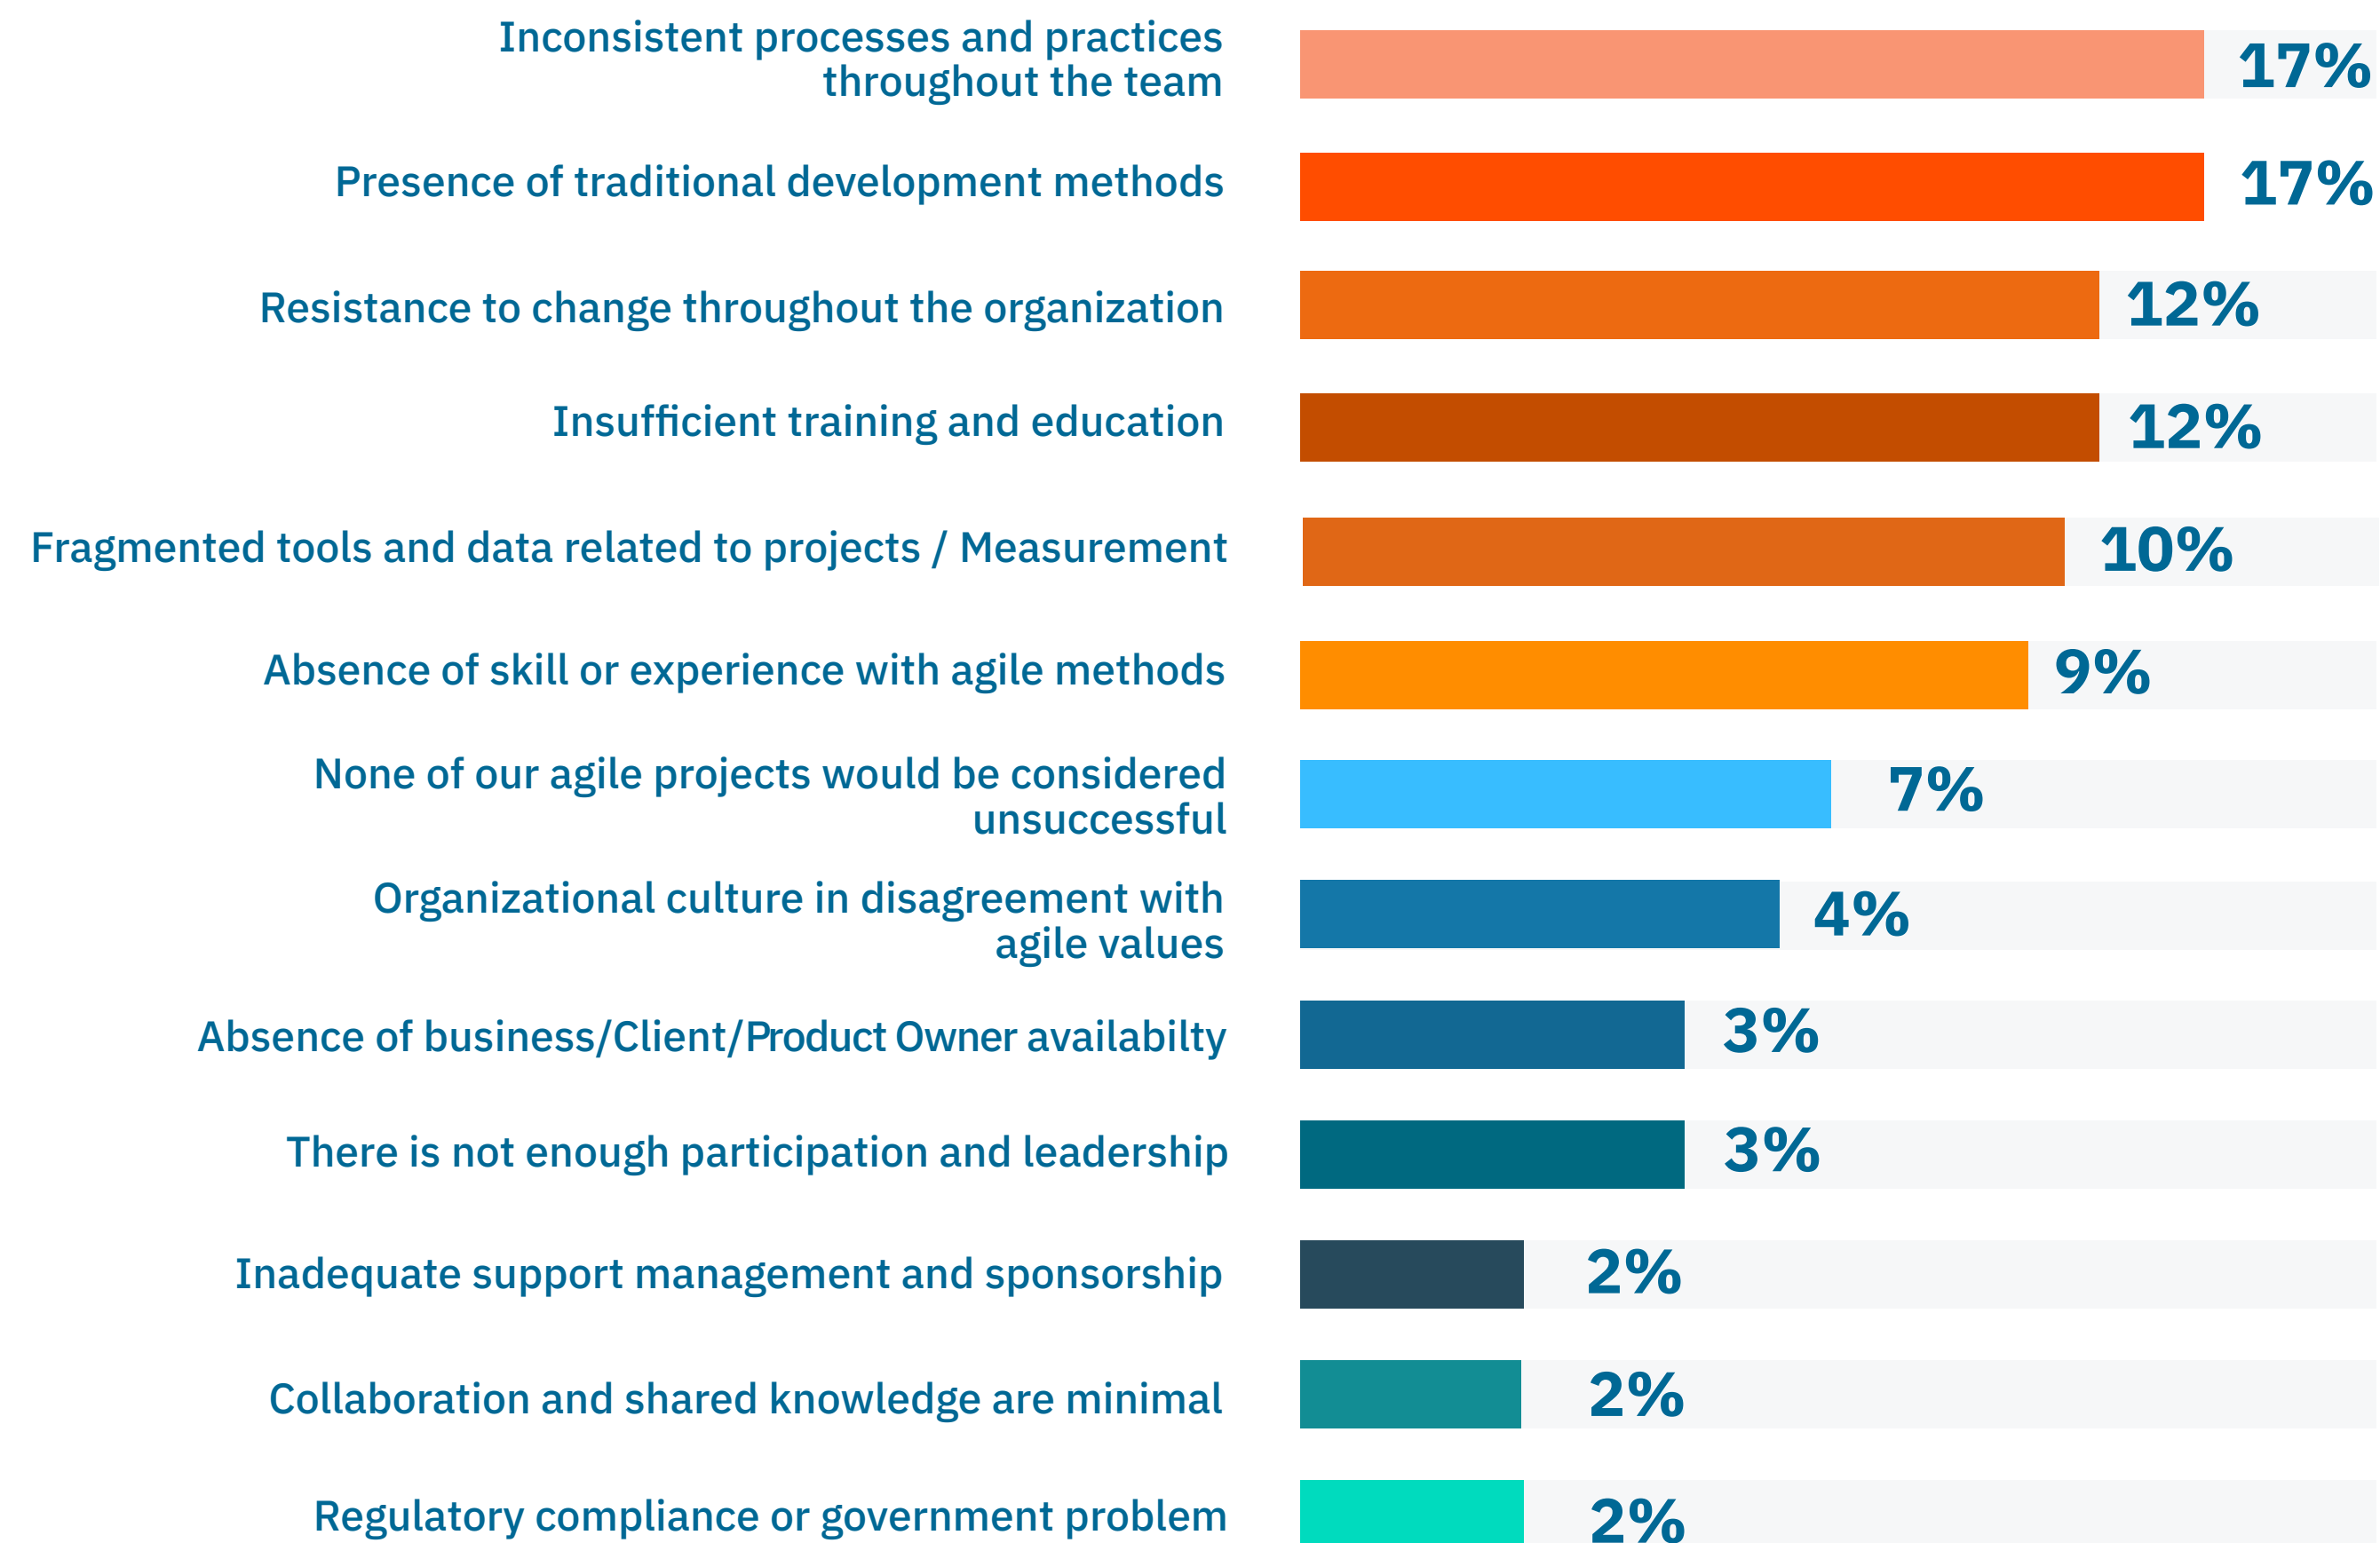 Inconsistent processes and practices
throughout the team
17%
Presence of traditional development methods
17%
Resistance to change throughout the organization
12%
Insufficient training and education
12%
Fragmented tools and data related to projects / Measurement
10%
Absence of skill or experience with agile methods
9%
None of our agile projects would be considered
unsuccessful
7%
Organizational culture in disagreement with
agile values
4%
Absence of business/Client/Product Owner availabilty
3%
There is not enough participation and leadership
3%
Inadequate support management and sponsorship
2%
Collaboration and shared knowledge are minimal
2%
Regulatory compliance or government problem
2%